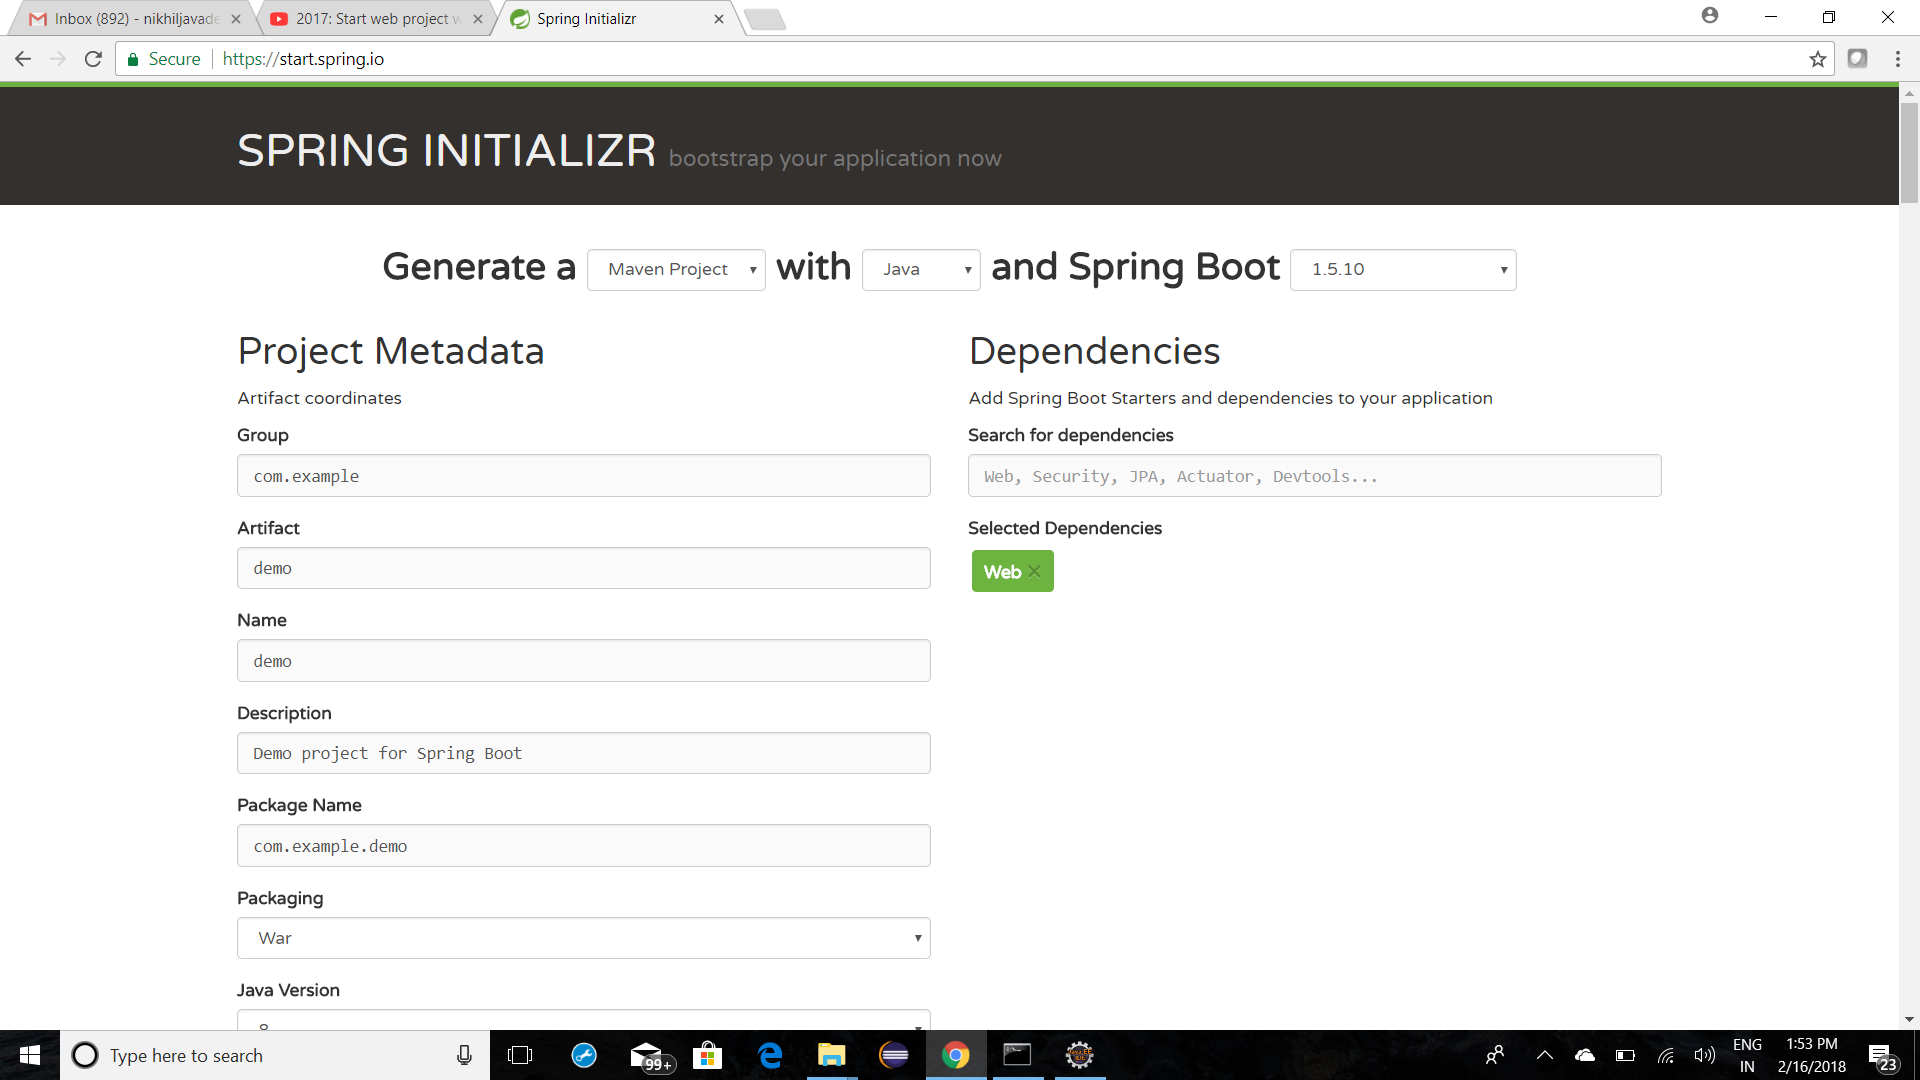 Inbox (892) - nikhiljavade
2017: Start web project w
Spring Initializr
Secure
https://start.spring.io
SPRING INITIALIZR bootstrap your application now
Generate a Maven Project with Java and Spring Boot 1.5.10
Project Metadata
Artifact coordinates
Group
com.example
Artifact
demo
Name
demo
Description
Demo project for Spring Boot
Package Name
com.example.demo
Packaging
War
Java Version
8
Dependencies
Add Spring Boot Starters and dependencies to your application
Search for dependencies
Web, Security, JPA, Actuator, Devtools...
Selected Dependencies
Web
Type here to search
99+
ENG
IN
1:53 PM
2/16/2018
23